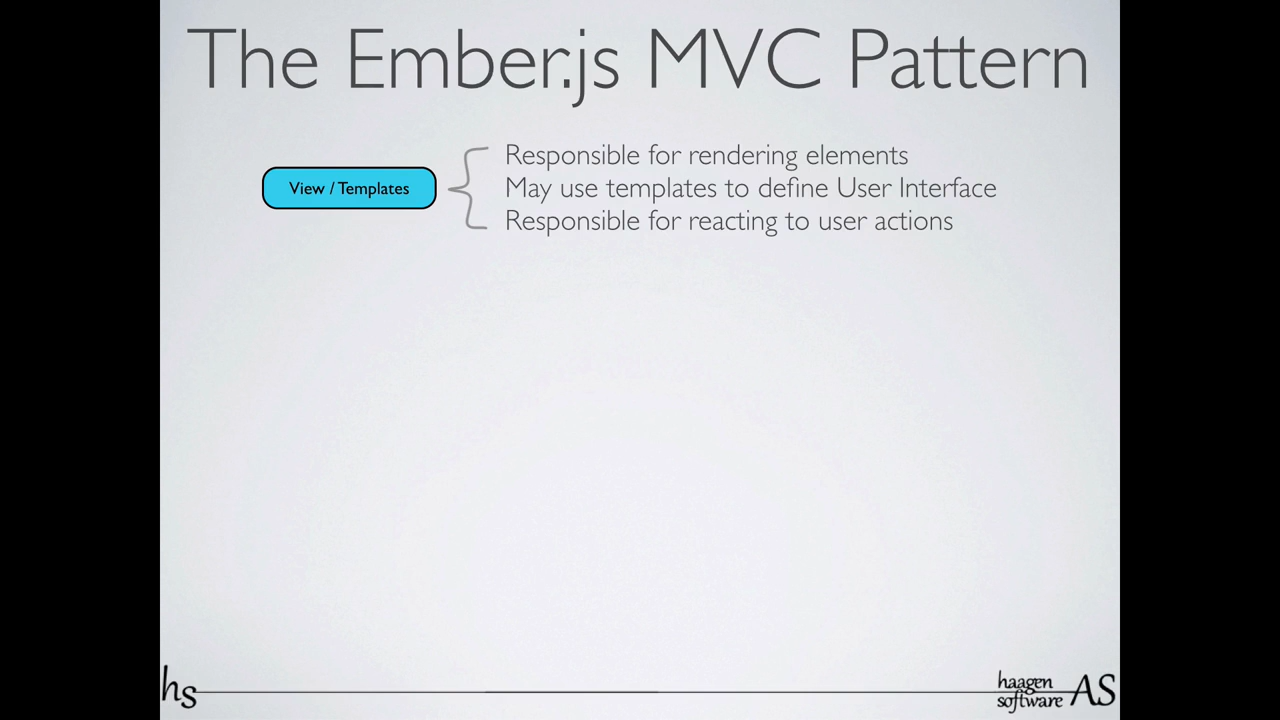 The Ember.js MVC Pattern
View / Templates
Responsible for rendering elements
May use templates to define User Interface
Responsible for reacting to user actions
hs
haagen
software AS